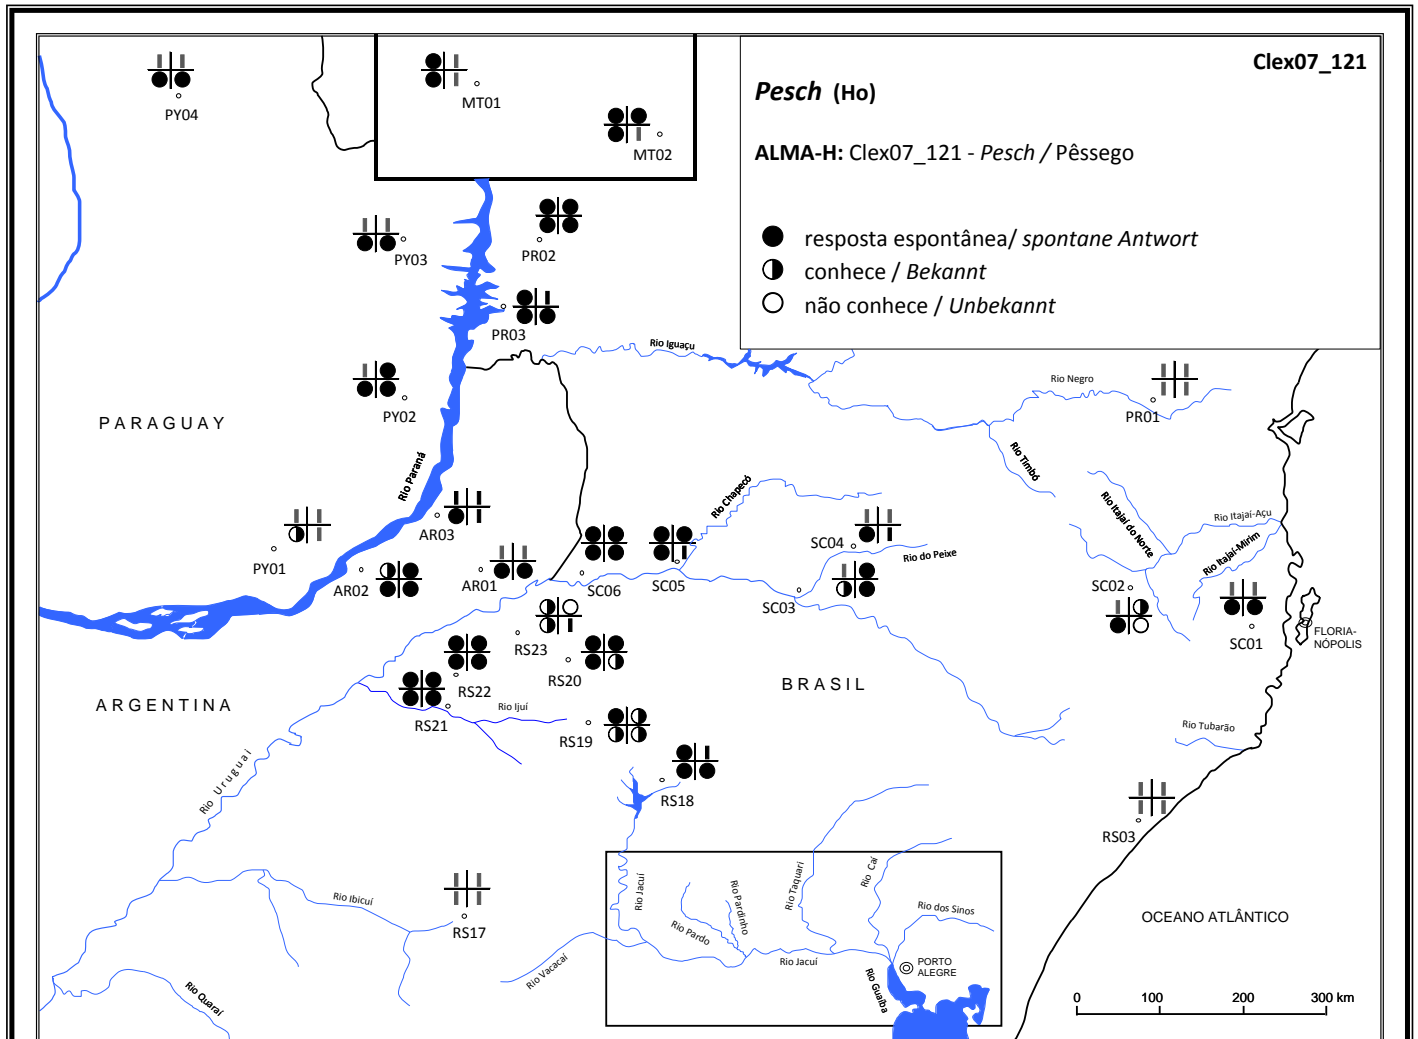 Clex07_121
Pesch (Ho)
ALMA-H: Clex07_121 - Pesch / Pêssego
resposta espontânea/ spontane Antwort
conhece / Bekannt
não conhece / Unbekannt
PY04
MT01
MT02
PY03
PR02
PR03
Rio Iguaçu
Rio Negro
PR01
PY02
PARAGUAY
Rio Paraná
Rio Timbó
Rio Chapecó
Rio Itajaí do Norte
Rio Itajaí-Açu
Rio Itajaí-Mirim
AR03
SC04
Rio do Peixe
PY01
AR02
AR01
SC06
SC05
SC03
SC02
SC01
FLORIA-
NÓPOLIS
RS23
RS20
RS22
RS21
Rio Ijuí
RS19
BRASIL
ARGENTINA
Rio Tubarão
Rio Uruguai
RS18
RS03
Rio Jacuí
Rio Pardo
Rio Pardinho
Rio Taquarí
Rio Caí
Rio dos Sinos
Rio Ibicuí
RS17
OCEANO ATLÂNTICO
Rio Vacacaí
Rio Jacuí
PORTO
ALEGRE
Rio Guaíba
Rio Quaraí
0 100 200 300 km